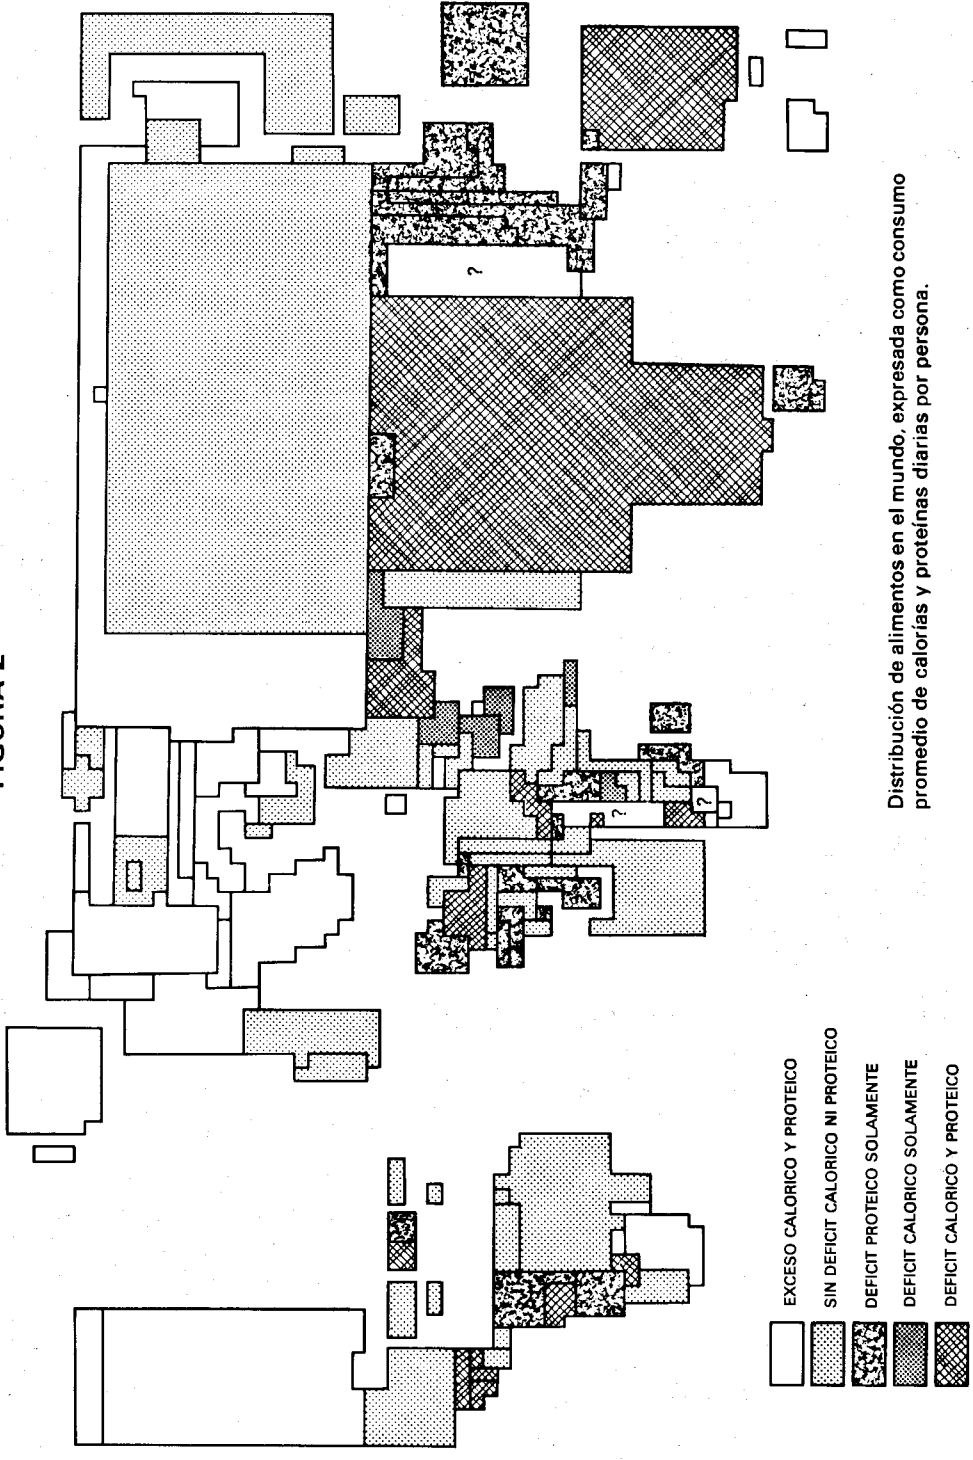 FIGURA 2
?
?
?
EXCESO CALORICO Y PROTEICO
SIN DEFICIT CALORICO NI PROTEICO
DEFICIT PROTEICO SOLAMENTE
DEFICIT CALORICO SOLAMENTE
DEFICIT CALORICO Y PROTEICO
Distribución de alimentos en el mundo, expresada como consumo
promedio de calorías y proteínas diarias por persona.